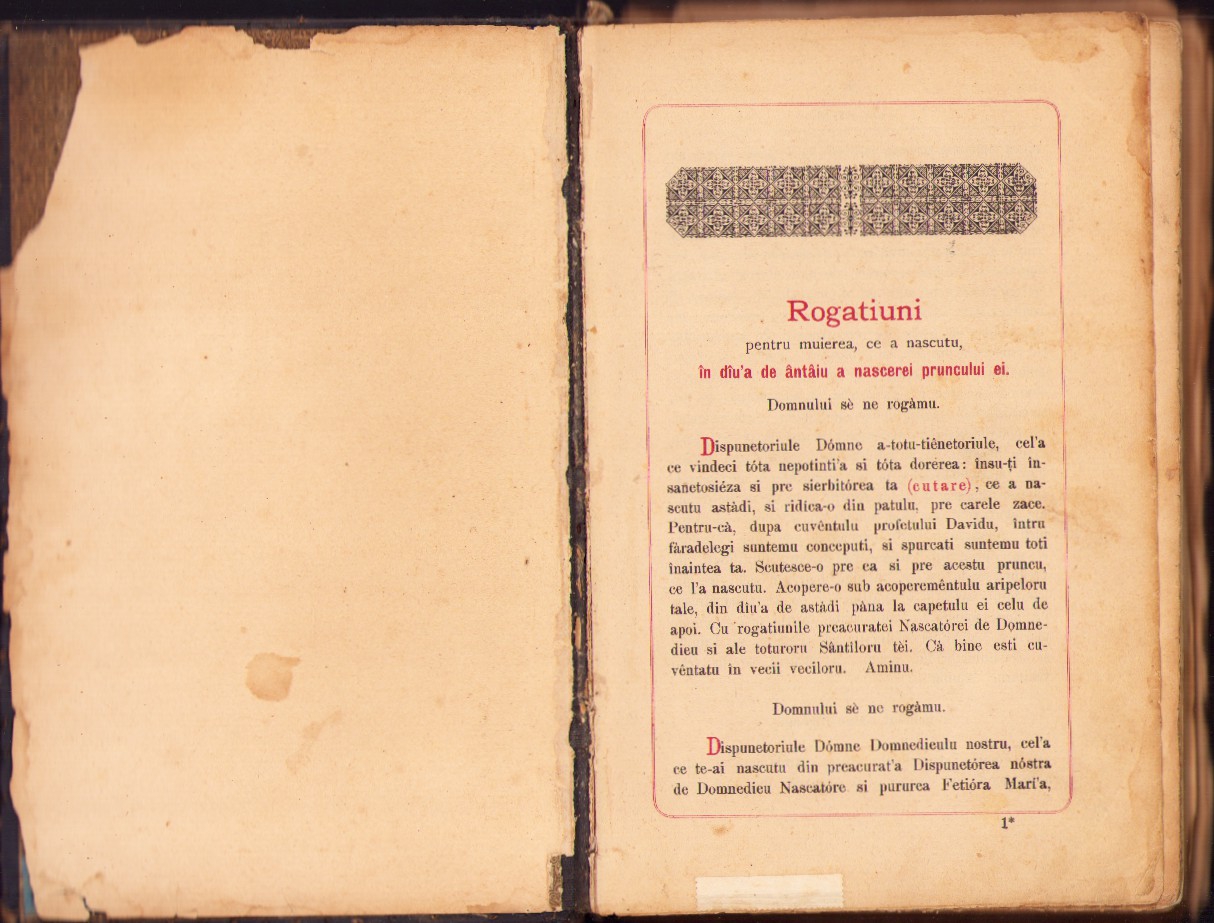 Rogatiuni
pentru muierea, ce a nascutu,
în dîu'a de ântâiu a nascerei pruncului ei.
Domnului sè ne rogàmu.
Dispunetoriule Dómne a-totu-tiênetoriule, cel'a
ce vindeci tóta nepotinti'a si tóta dorerea: însu-ți în-
sanetosiéza si pre sierbitórea ta (cutare), ce a na-
scutu astàdi, si ridíca-o din patulu, pre carele zace.
Pentru-cà, dupa cuvêntulu profetului Davidu, întru
fàradelegi suntemu conceputi, si spurcati suntemu toti
înaintea ta. Scutesce-o pre ea si pre acestu pruncu,
ce l'a nascutu. Acopere-o sub acoperemêntulu aripeloru
tale, din dîu'a de astàdi pàna la capetulu ei celu de
apoi. Cu rogatiunile preacuratei Nascatórei de Domne-
dieu si ale toturoru Sântiloru tèi. Cà bine esti cu-
vêntatu în vecii veciloru. Aminu.
Domnului sè ne rogàmu.
Dispunetoriule Dómne Domnedieulu nostru, cel'a
ce te-ai nascutu din preacurat'a Dispunetórea nóstra
de Domnedieu Nascatóre si pururea Fetióra Mari'a,
1*